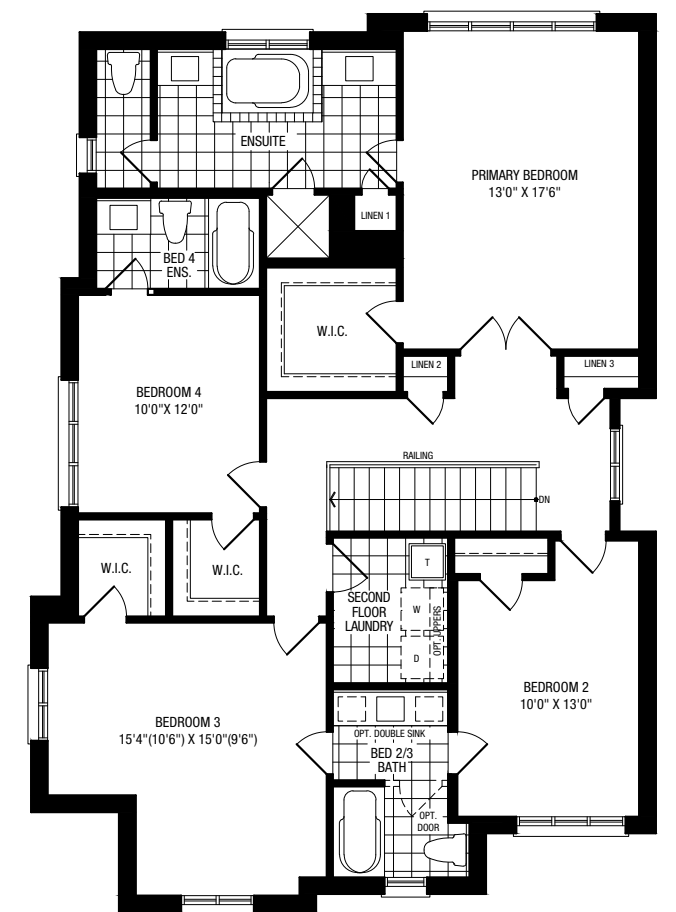 ENSUITE
PRIMARY BEDROOM
13'0" X 17'6"
LINEN 1
BED 4
ENS.
W.I.C.
LINEN 2
LINEN 3
BEDROOM 4
10'0"X 12'0"
RAILING
DN
W.I.C.
W.I.C.
T
SECOND
FLOOR
LAUNDRY
W
D
OPT. UPPERS
BEDROOM 2
10'0" X 13'0"
BEDROOM 3
15'4"(10'6") X 15'0"(9'6")
OPT. DOUBLE SINK
BED 2/3
BATH
OPT.
DOOR